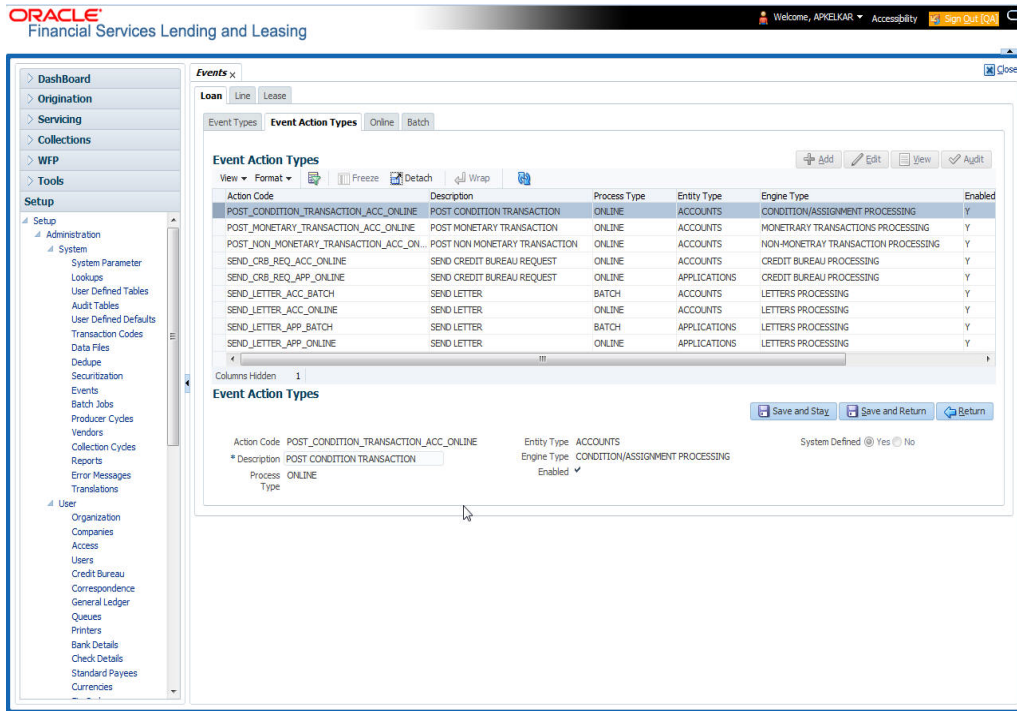 ORACLE
Financial Services Lending and Leasing
Welcome, APKELKAR Accessibility Sign Out [QA]
DashBoard
Origination
Servicing
Collections
WFP
Tools
Setup
Setup
Administration
System
System Parameter
Lookups
User Defined Tables
Audit Tables
User Defined Defaults
Transaction Codes
Data Files
Dedupe
Securitization
Events
Batch Jobs
Producer Cycles
Vendors
Collection Cycles
Reports
Error Messages
Translations
User
Organization
Companies
Access
Users
Credit Bureau
Correspondence
General Ledger
Queues
Printers
Bank Details
Check Details
Standard Payees
Currencies
Events x
Close
Loan Line Lease
Event Types Event Action Types Online Batch
Event Action Types
Add Edit View Audit
View Format Freeze Detach Wrap
Action Code Description Process Type Entity Type Engine Type Enabled
POST_CONDITION_TRANSACTION_ACC_ONLINE POST CONDITION TRANSACTION ONLINE ACCOUNTS CONDITION/ASSIGNMENT PROCESSING Y
POST_MONETARY_TRANSACTION_ACC_ONLINE POST MONETARY TRANSACTION ONLINE ACCOUNTS MONETRARY TRANSACTIONS PROCESSING Y
POST_NON_MONETARY_TRANSACTION_ACC_ON... POST NON MONETARY TRANSACTION ONLINE ACCOUNTS NON-MONETRAY TRANSACTION PROCESSING Y
SEND_CRB_REQ_ACC_ONLINE SEND CREDIT BUREAU REQUEST ONLINE ACCOUNTS CREDIT BUREAU PROCESSING Y
SEND_CRB_REQ_APP_ONLINE SEND CREDIT BUREAU REQUEST ONLINE APPLICATIONS CREDIT BUREAU PROCESSING Y
SEND_LETTER_ACC_BATCH SEND LETTER BATCH ACCOUNTS LETTERS PROCESSING Y
SEND_LETTER_ACC_ONLINE SEND LETTER ONLINE ACCOUNTS LETTERS PROCESSING Y
SEND_LETTER_APP_BATCH SEND LETTER BATCH APPLICATIONS LETTERS PROCESSING Y
SEND_LETTER_APP_ONLINE SEND LETTER ONLINE APPLICATIONS LETTERS PROCESSING Y
Columns Hidden 1
Event Action Types
Save and Stay Save and Return Return
Action Code POST_CONDITION_TRANSACTION_ACC_ONLINE Entity Type ACCOUNTS System Defined Yes No
* Description POST CONDITION TRANSACTION Engine Type CONDITION/ASSIGNMENT PROCESSING
Process Type ONLINE Enabled